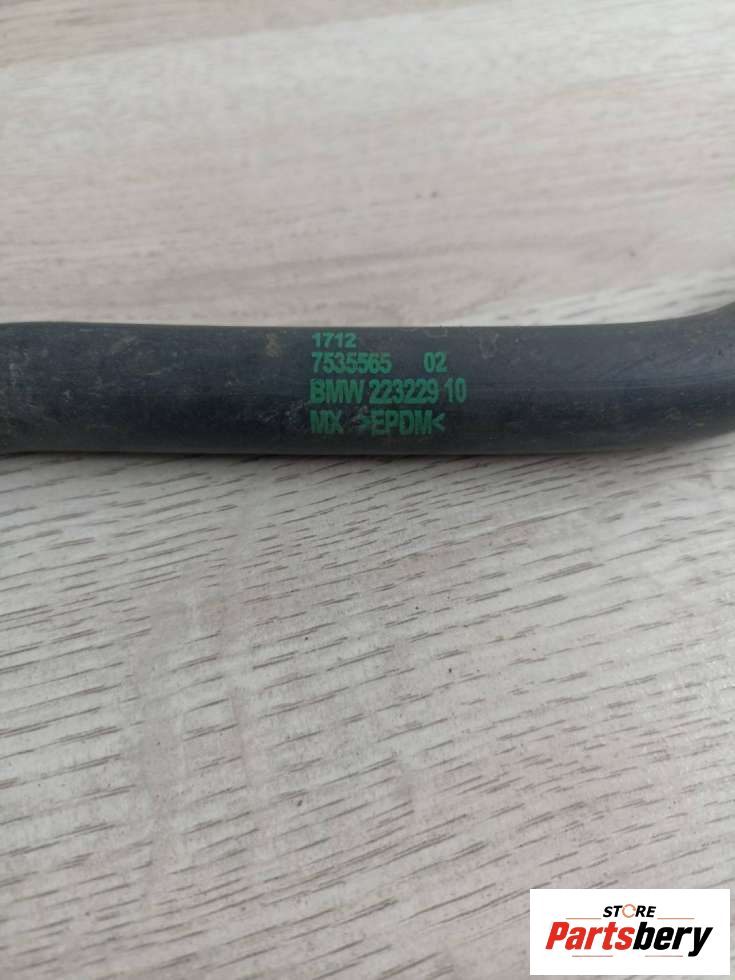 1712
7535565 02
BMW 223229 10
MX >EPDM<
STORE
Partsbery